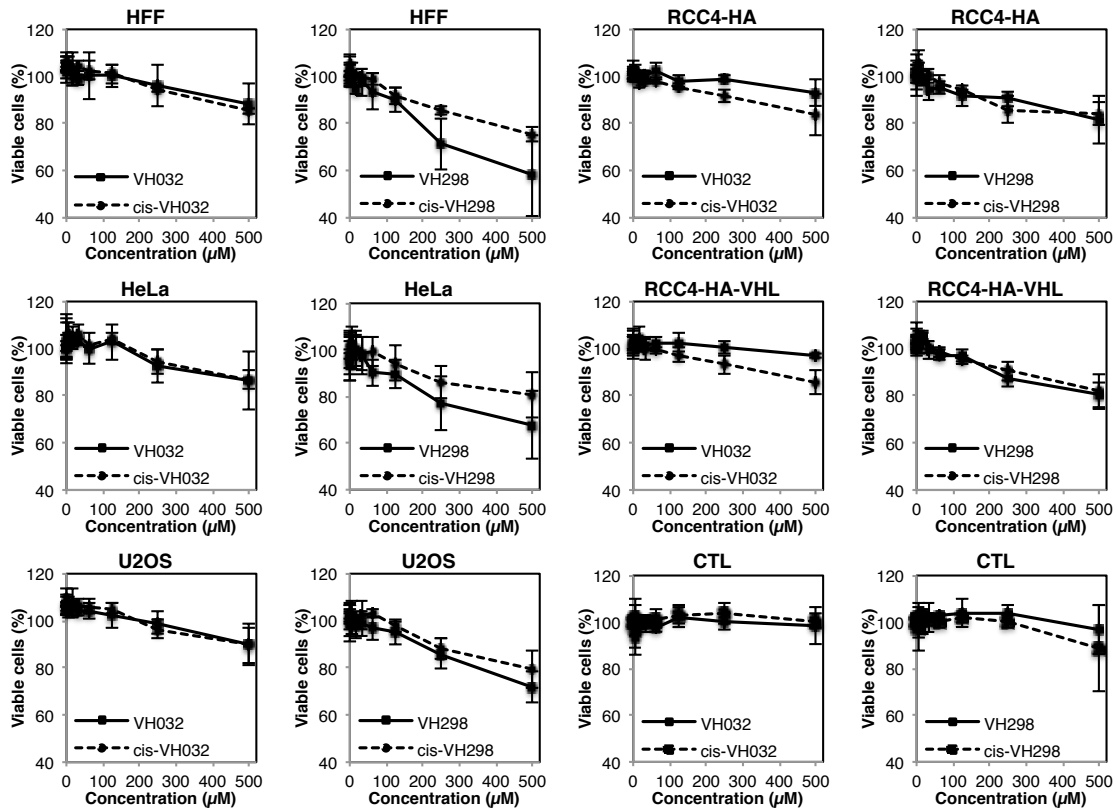 HFF
120
100
80
60
40
Viable cells (%)
VH032
cis-VH032
0 100 200 300 400 500
Concentration (µM)
HFF
120
100
80
60
40
Viable cells (%)
VH298
cis-VH298
0 100 200 300 400 500
Concentration (µM)
RCC4-HA
120
100
80
60
40
Viable cells (%)
VH032
cis-VH032
0 100 200 300 400 500
Concentration (µM)
RCC4-HA
120
100
80
60
40
Viable cells (%)
VH298
cis-VH298
0 100 200 300 400 500
Concentration (µM)
HeLa
120
100
80
60
40
Viable cells (%)
VH032
cis-VH032
0 100 200 300 400 500
Concentration (µM)
HeLa
120
100
80
60
40
Viable cells (%)
VH298
cis-VH298
0 100 200 300 400 500
Concentration (µM)
RCC4-HA-VHL
120
100
80
60
40
Viable cells (%)
VH032
cis-VH032
0 100 200 300 400 500
Concentration (µM)
RCC4-HA-VHL
120
100
80
60
40
Viable cells (%)
VH298
cis-VH298
0 100 200 300 400 500
Concentration (µM)
U2OS
120
100
80
60
40
Viable cells (%)
VH032
cis-VH032
0 100 200 300 400 500
Concentration (µM)
U2OS
120
100
80
60
40
Viable cells (%)
VH298
cis-VH298
0 100 200 300 400 500
Concentration (µM)
CTL
120
100
80
60
40
Viable cells (%)
VH032
cis-VH032
0 100 200 300 400 500
Concentration (µM)
CTL
120
100
80
60
40
Viable cells (%)
VH298
cis-VH298
0 100 200 300 400 500
Concentration (µM)